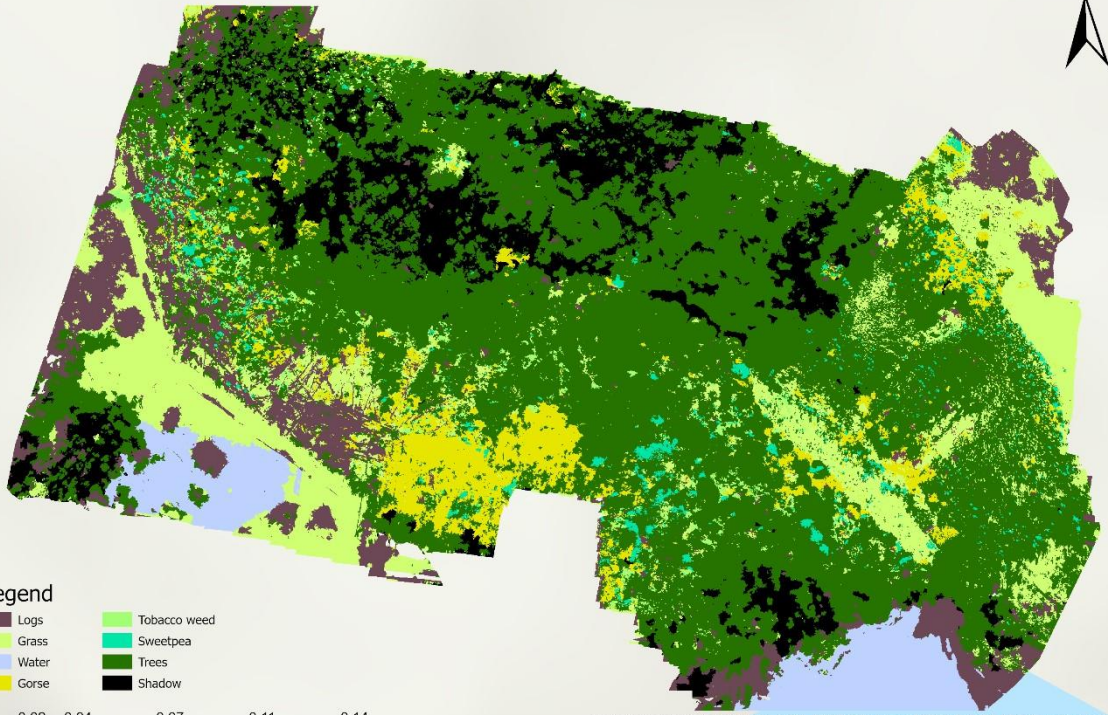 egend
Logs
Grass
Water
Gorse
Tobacco weed
Sweetpea
Trees
Shadow